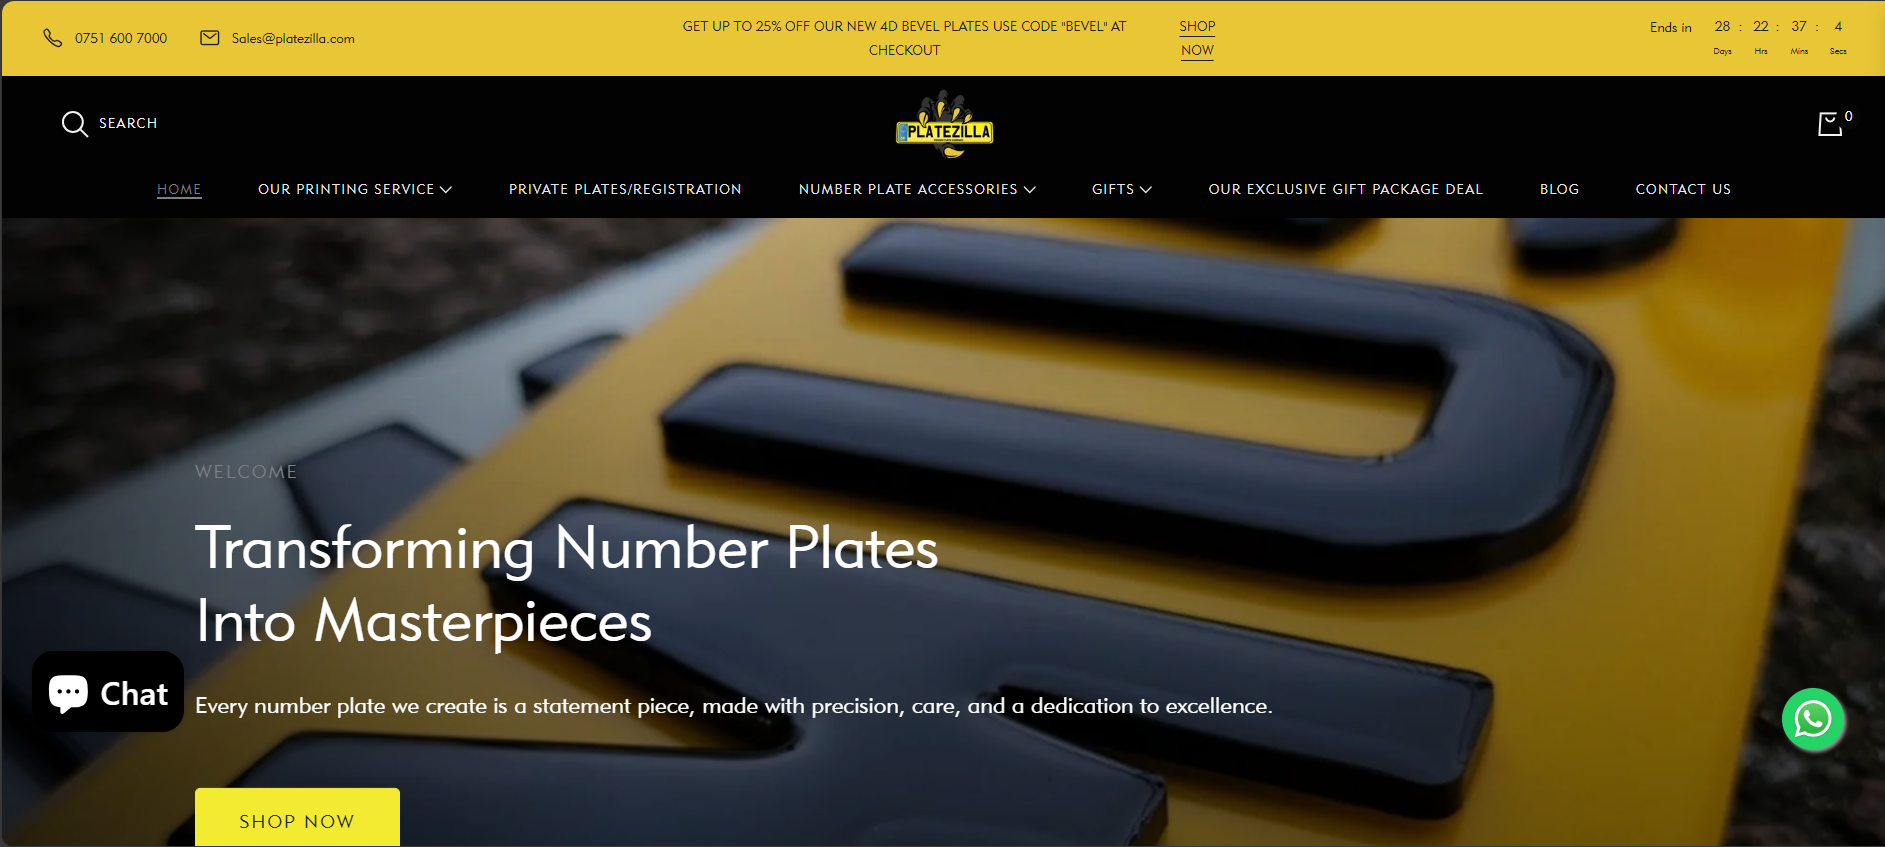 0751 600 7000
Sales@platezilla.com
GET UP TO 25% OFF OUR NEW 4D BEVEL PLATES USE CODE "BEVEL" AT
CHECKOUT
SHOP
NOW
Ends in 28 : 22 : 37 : 4
Days Hrs Mins Secs
SEARCH
PLATEZILLA
0
HOME
OUR PRINTING SERVICE
PRIVATE PLATES/REGISTRATION
NUMBER PLATE ACCESSORIES
GIFTS
OUR EXCLUSIVE GIFT PACKAGE DEAL
BLOG
CONTACT US
WELCOME
Transforming Number Plates
Into Masterpieces
Chat
Every number plate we create is a statement piece, made with precision, care, and a dedication to excellence.
SHOP NOW